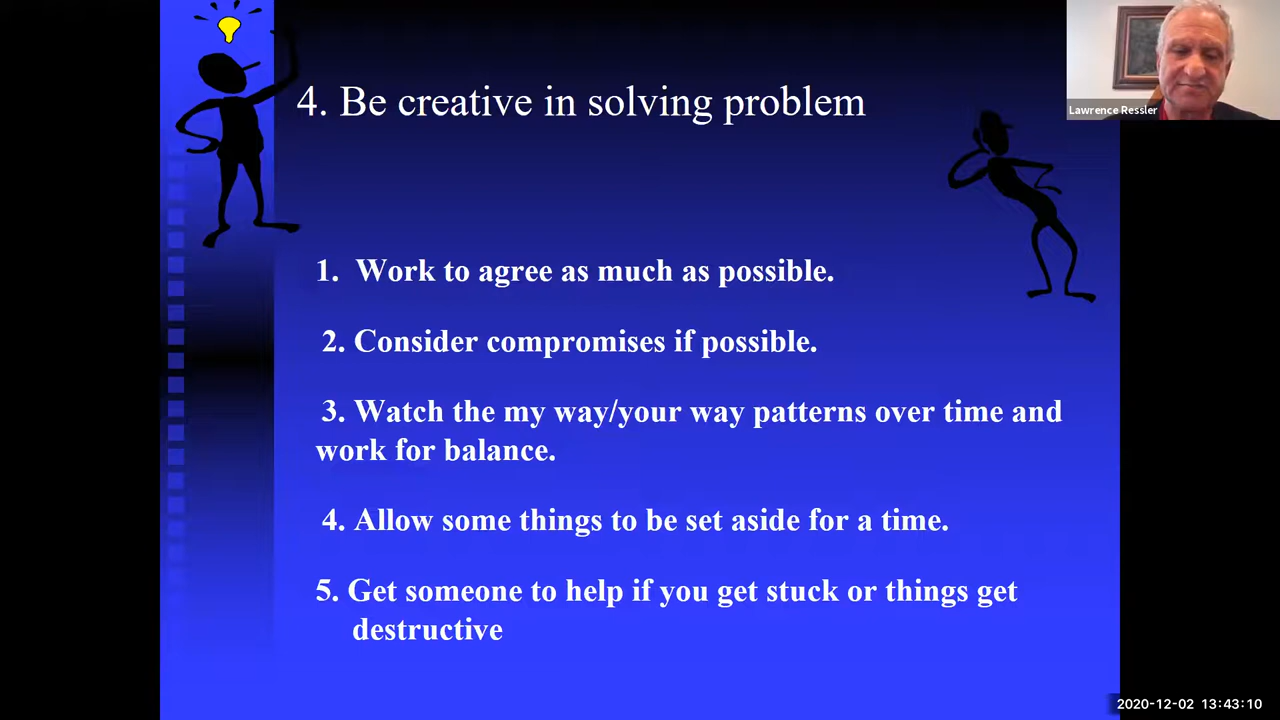 4. Be creative in solving problem
Lawrence Ressler
1. Work to agree as much as possible.
2. Consider compromises if possible.
3. Watch the my way/your way patterns over time and
work for balance.
4. Allow some things to be set aside for a time.
5. Get someone to help if you get stuck or things get
destructive
2020-12-02 13:43:10